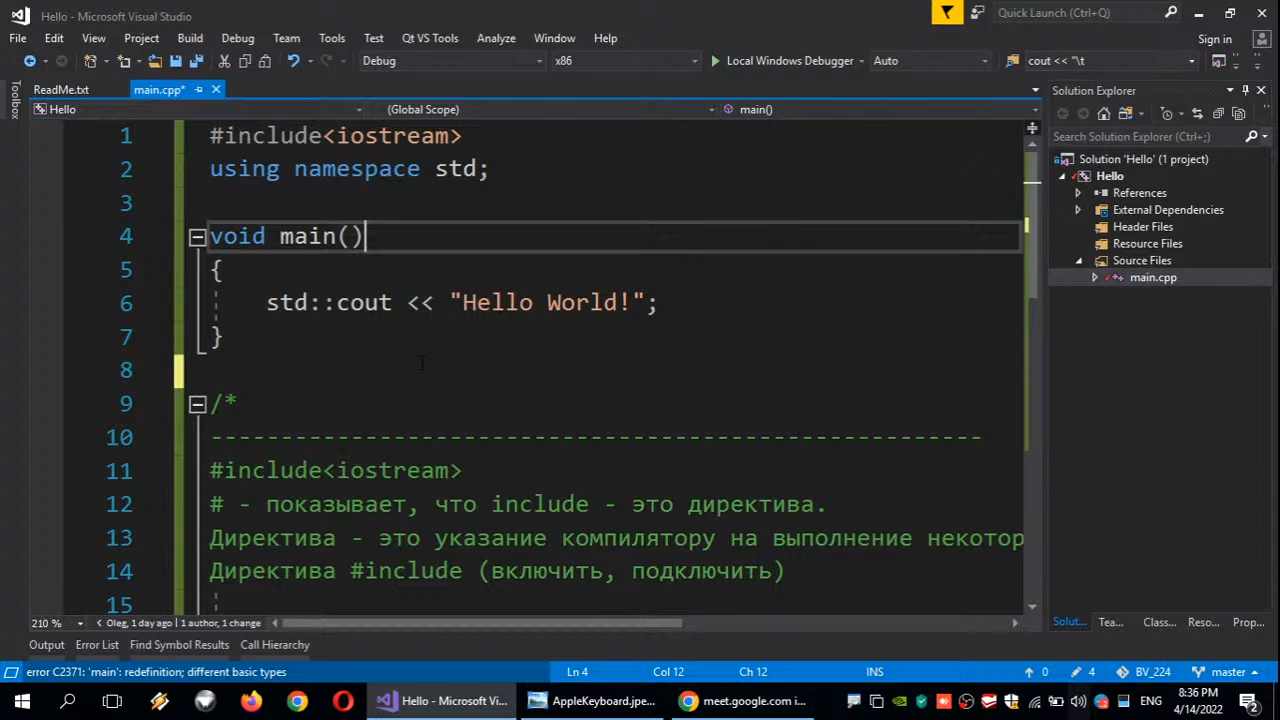 Hello - Microsoft Visual Studio
Quick Launch (Ctrl+Q)
File Edit View Project Build Debug Team Tools Test Qt VS Tools Analyze Window Help
Sign in
Debug x86 Local Windows Debugger Auto cout << "\t
Toolbox
ReadMe.txt main.cpp*
Hello (Global Scope) main()
1 #include<iostream>
2 using namespace std;
3
4 void main()
5 {
6 std::cout << "Hello World!";
7 }
8
9 /*
10 -------------------------------------------------------
11 #include<iostream>
12 # - показывает, что include - это директива.
13 Директива - это указание компилятору на выполнение некотор
14 Директива #include (включить, подключить)
15
210 % Oleg, 1 day ago | 1 author, 1 change
Solution Explorer
Search Solution Explorer (Ctrl+;)
Solution 'Hello' (1 project)
Hello
References
External Dependencies
Header Files
Resource Files
Source Files
main.cpp
Solut... Tea... Class... Reso... Prop...
Output Error List Find Symbol Results Call Hierarchy
error C2371: 'main': redefinition; different basic types Ln 4 Col 12 Ch 12 INS 0 4 BV_224 master
Hello - Microsoft Vi... AppleKeyboard.jpe... meet.google.com i... ENG
8:36 PM
4/14/2022
2